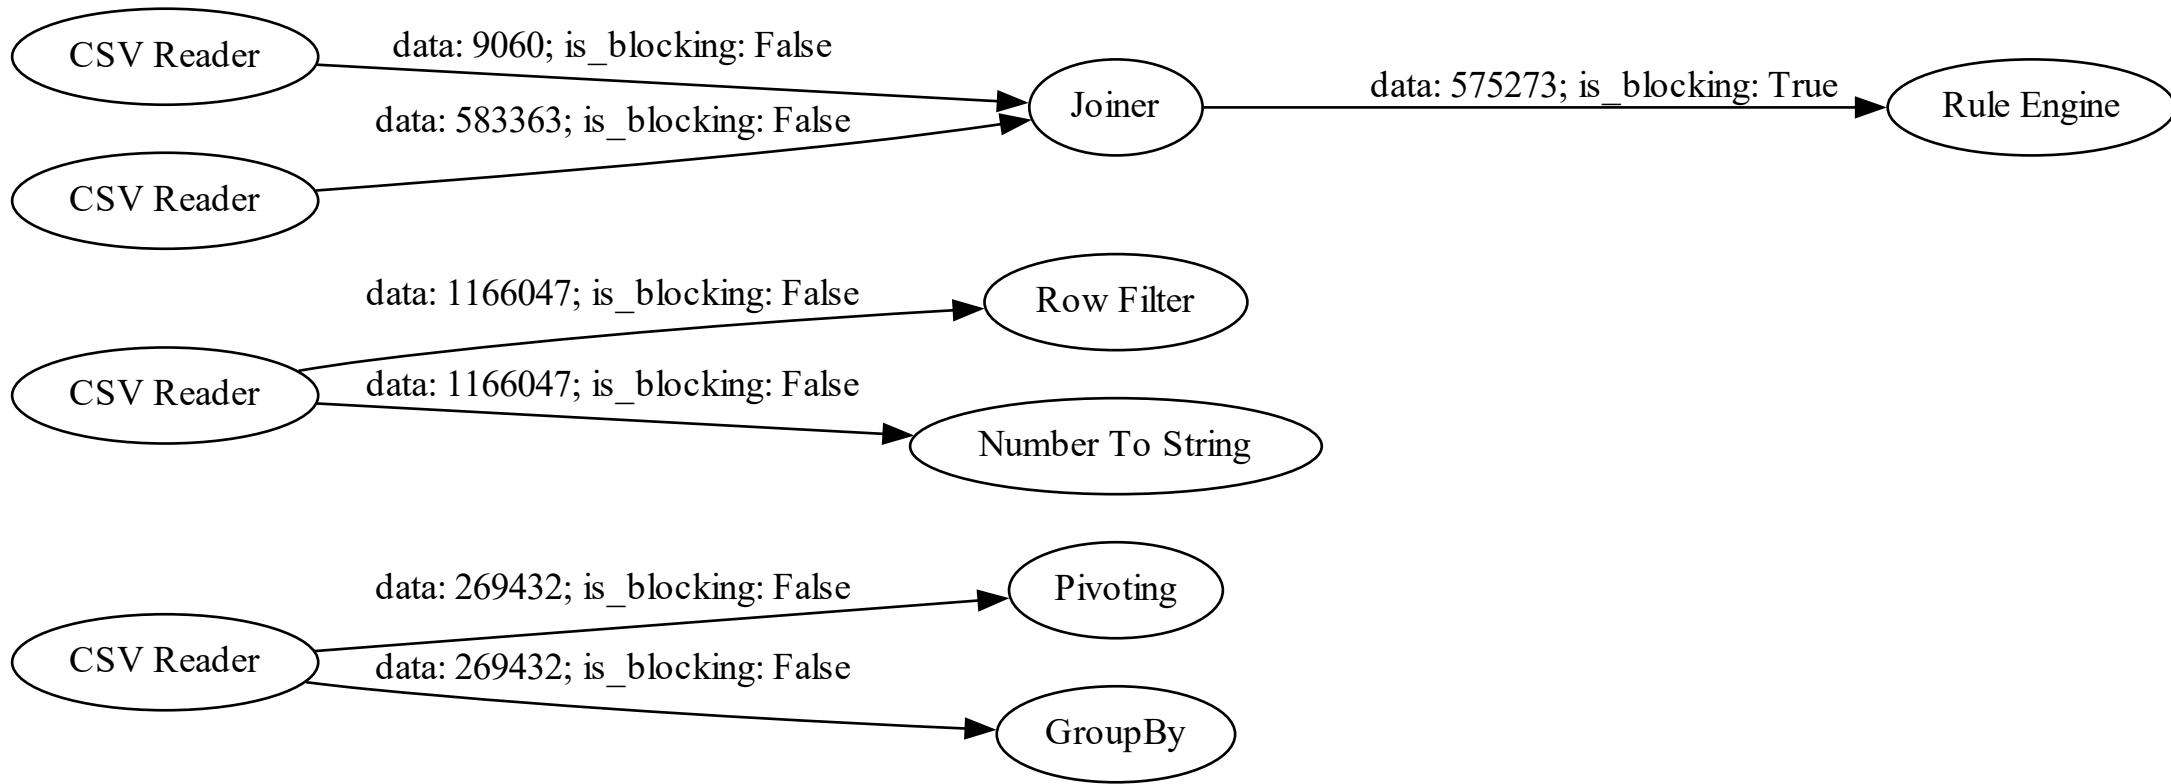 CSV Reader
data: 9060; is_blocking: False
Joiner
data: 575273; is_blocking: True
Rule Engine
data: 583363; is_blocking: False
CSV Reader
data: 1166047; is_blocking: False
Row Filter
CSV Reader
data: 1166047; is_blocking: False
Number To String
data: 269432; is_blocking: False
Pivoting
CSV Reader
data: 269432; is_blocking: False
GroupBy